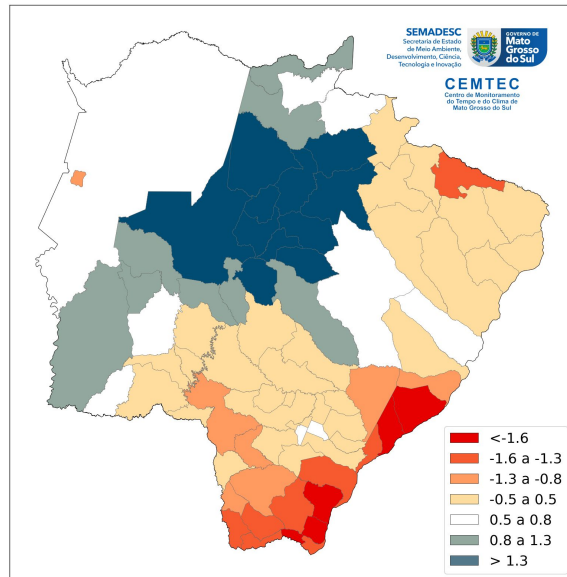 SEMADESC
Secretaria de Estado
de Meio Ambiente,
Desenvolvimento, Ciência,
Tecnologia e Inovação
GOVERNO DE
Mato
Grosso
do Sul
CEMTEC
Centro de Monitoramento
do Tempo e do Clima de
Mato Grosso do Sul
<-1.6
-1.6 a -1.3
-1.3 a -0.8
-0.5 a 0.5
0.5 a 0.8
0.8 a 1.3
> 1.3